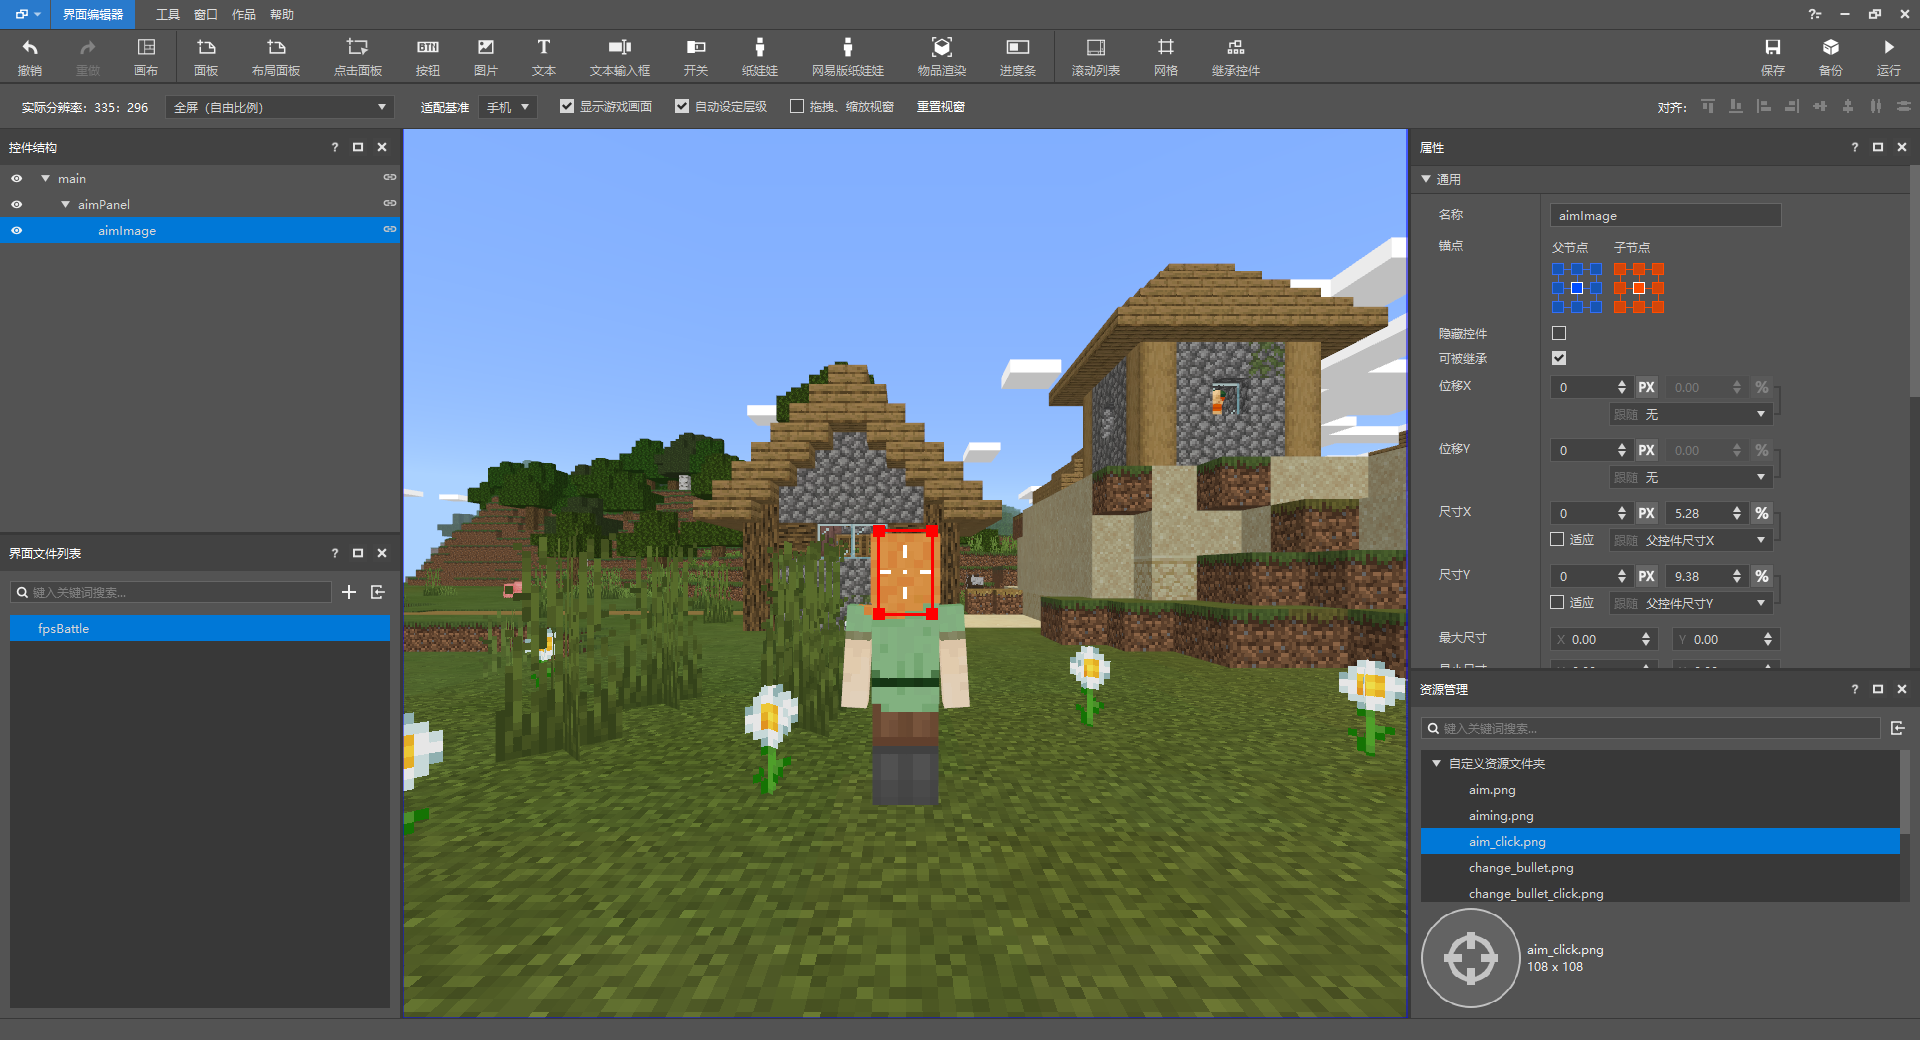 界面编辑器 工具 窗口 作品 帮助
撤销 重做 画布 面板 布局面板 点击面板 BTN 按钮 图片 T 文本 文本输入框 开关 纸娃娃 网易版纸娃娃 物品渲染 进度条 滚动列表 网格 继承控件 保存 备份 运行
实际分辨率：335：296 全屏（自由比例） 适配基准 手机 显示游戏画面 自动设定层级 拖拽、缩放视窗 重置视窗 对齐：
控件结构 ?
main
aimPanel
aimImage
界面文件列表 ?
键入关键词搜索...
fpsBattle
属性 ?
通用
名称 aimImage
锚点 父节点 子节点
隐藏控件
可被继承
位移X 0 PX 0.00 %
跟随 无
位移Y 0 PX 0.00 %
跟随 无
尺寸X 0 PX 5.28 %
适应 跟随 父控件尺寸X
尺寸Y 0 PX 9.38 %
适应 跟随 父控件尺寸Y
最大尺寸 X 0.00 Y 0.00
资源管理 ?
键入关键词搜索...
自定义资源文件夹
aim.png
aiming.png
aim_click.png
change_bullet.png
change_bullet_click.png
aim_click.png
108 x 108